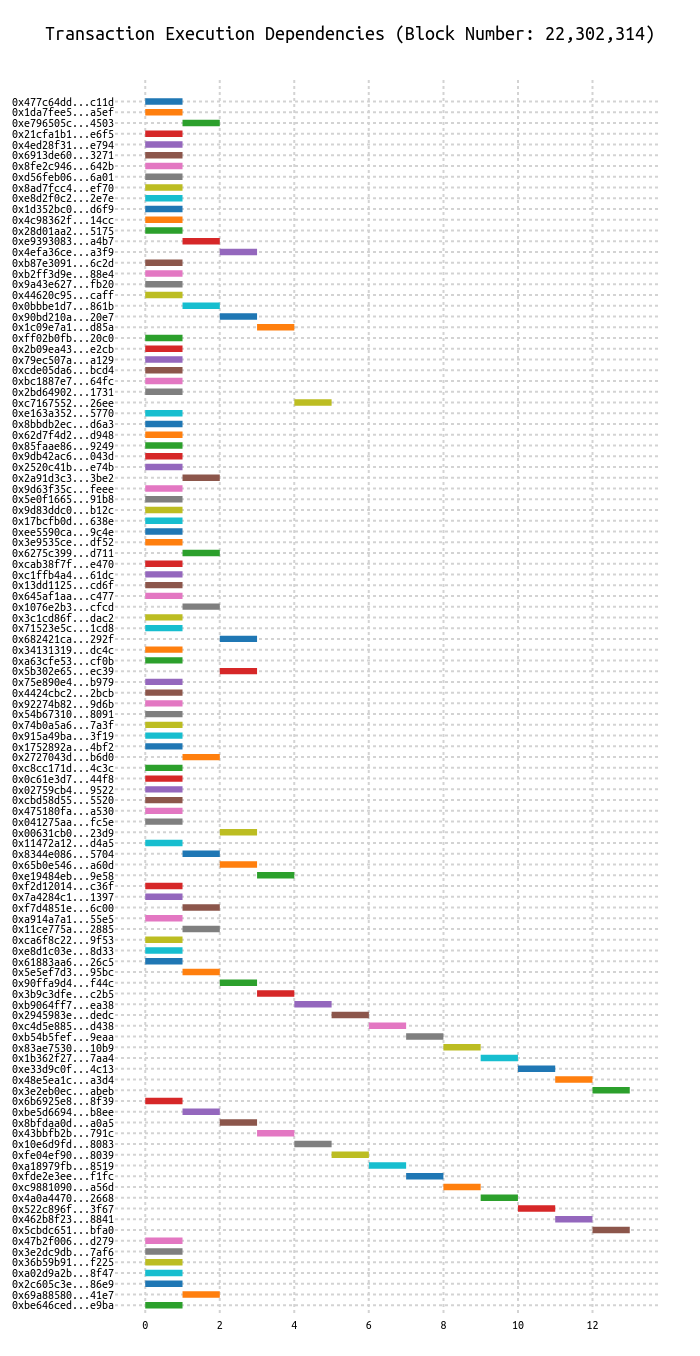 Transaction Execution Dependencies (Block Number: 22,302,314)
0x477c64dd...c11d
0x1da7fee5...a5ef
0xe796505c...4503
0x21cfa1b1...e6f5
0x4ed28f31...e794
0x6913de60...3271
0x8fe2c946...642b
0xd56feb06...6a01
0x8ad7fcc4...ef70
0xe8d2f0c2...2e7e
0x1d352bc0...d6f9
0x4c98362f...14cc
0x28d01aa2...5175
0xe9393083...a4b7
0x4efa36ce...a3f9
0xb87e3091...6c2d
0xb2ff3d9e...88e4
0x9a43e627...fb20
0x44620c95...caff
0x0bbbe1d7...861b
0x90bd210a...20e7
0x1c09e7a1...d85a
0xff02b0fb...20c0
0x2b09ea43...e2cb
0x79ec507a...a129
0xcde05da6...bcd4
0xbc1887e7...64fc
0x2bd64902...1731
0xc7167552...26ee
0xe163a352...5770
0x8bbdb2ec...d6a3
0x62d7f4d2...d948
0x85faae86...9249
0x9db42ac6...043d
0x2520c41b...e74b
0x2a91d3c3...3be2
0x9d63f35c...feee
0x5e0f1665...91b8
0x9d83ddc0...b12c
0x17bcfb0d...638e
0xee5590ca...9c4e
0x3e9535ce...df52
0x6275c399...d711
0xcab38f7f...e470
0xc1ffb4a4...61dc
0x13dd1125...cd6f
0x645af1aa...c477
0x1076e2b3...cfcd
0x3c1cd86f...dac2
0x71523e5c...1cd8
0x682421ca...292f
0x34131319...dc4c
0xa63cfe53...cf0b
0x5b302e65...ec39
0x75e890e4...b979
0x4424cbc2...2bcb
0x92274b82...9d6b
0x54b67310...8091
0x74b0a5a6...7a3f
0x915a49ba...3f19
0x1752892a...4bf2
0x2727043d...b6d0
0xc8cc171d...4c3c
0x0c61e3d7...44f8
0x02759cb4...9522
0xcbd58d55...5520
0x475180fa...a530
0x041275aa...fc5e
0x00631cb0...23d9
0x11472a12...d4a5
0x8344e086...5704
0x65b0e546...a60d
0xe19484eb...9e58
0xf2d12014...c36f
0x7a4284c1...1397
0xf7d4851e...6c00
0xa914a7a1...55e5
0x11ce775a...2885
0xca6f8c22...9f53
0xe8d1c03e...8d33
0x61883aa6...26c5
0x5e5ef7d3...95bc
0x90ffa9d4...f44c
0x3b9c3dfe...c2b5
0xb9064ff7...ea38
0x2945983e...dedc
0xc4d5e885...d438
0xb54b5fef...9eaa
0x83ae7530...10b9
0x1b362f27...7aa4
0xe33d9c0f...4c13
0x48e5ea1c...a3d4
0x3e2eb0ec...abeb
0x6b6925e8...8f39
0xbe5d6694...b8ee
0x8bfdaa0d...a0a5
0x43bbfb2b...791c
0x10e6d9fd...8083
0xfe04ef90...8039
0xa18979fb...8519
0xfde2e3ee...f1fc
0xc9881090...a56d
0x4a0a4470...2668
0x522c896f...3f67
0x462b8f23...8841
0x5cbdc651...bfa0
0x47b2f006...d279
0x3e2dc9db...7af6
0x36b59b91...f225
0xa02d9a2b...8f47
0x2c605c3e...86e9
0x69a88580...41e7
0xbe646ced...e9ba
0 2 4 6 8 10 12